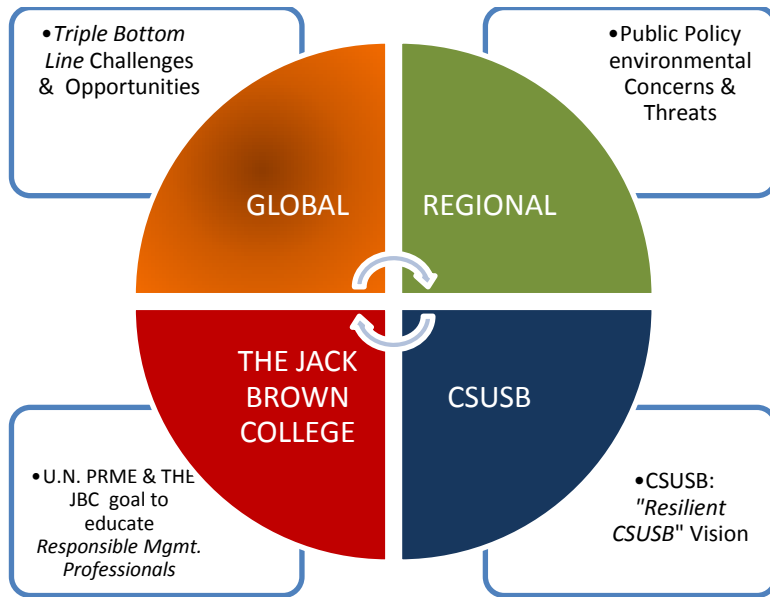 •Triple Bottom
Line Challenges
& Opportunities
•Public Policy
environmental
Concerns &
Threats
GLOBAL
REGIONAL
THE JACK
BROWN
COLLEGE
CSUSB
•U.N. PRME & THE
JBC goal to
educate
Responsible Mgmt.
Professionals
•CSUSB:
"Resilient
CSUSB" Vision